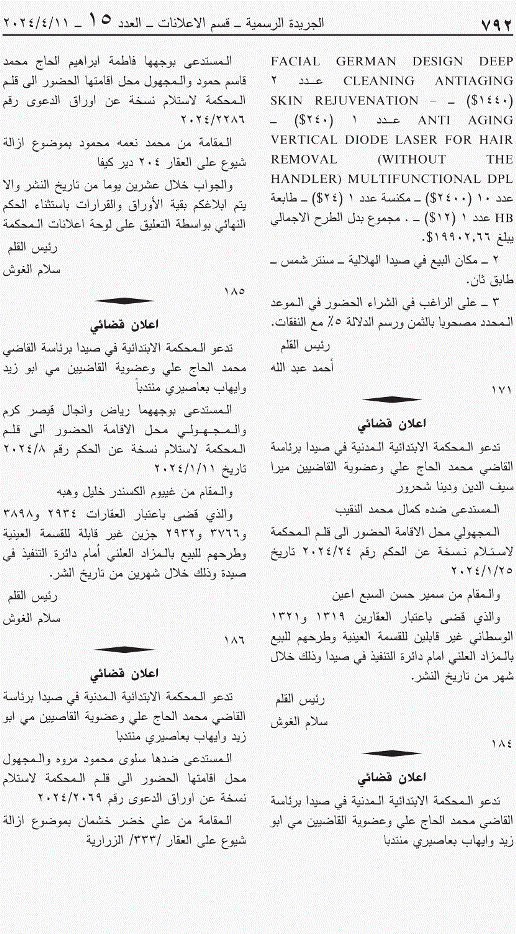 ٧٩٢
الجريدة الرسمية ــ قسم الاعلانات ــ العدد ١٥ ــ ٢٠٢٤/٤/١١
FACIAL GERMAN DESIGN DEEP
CLEANING ANTIAGING عـدد ٢
(١٤٤٠$) ــ SKIN REJUVENATION –
ANTI AGING عـدد ١ (٢٤٠$) ــ
VERTICAL DIODE LASER FOR HAIR
REMOVAL (WITHOUT THE
HANDLER) MULTIFUNCTIONAL DPL
عدد ١٠ (٢٤٠٠$) ــ مكنسة عدد ١ (٢٤$) ــ طابعة
HB عدد ١ (١٢$) ــ . مجموع بدل الطرح الاجمالي
يبلغ ١٩٩٠٢,٦٦$.
٢ ــ مكان البيع في صيدا الهلالية ــ سنتر شمس ــ
طابق ثان.
٣ ــ على الراغب في الشراء الحضور في الموعد
المحدد مصحوبا بالثمن ورسم الدلالة ٥٪ مع النفقات.
رئيس القلم
أحمد عبد الله
١٧١
اعلان قضائي
تدعو المحكمة الابتدائية المدنية في صيدا برئاسة
القاضي محمد الحاج علي وعضوية القاضيين ميرا
سيف الدين ودينا شحرور
المستدعى ضده كمال محمد النقيب
المجهولي محل الاقامة الحضور الى قلم المحكمة
لاستلام نسخة عن الحكم رقم ٢٠٢٤/٢٤ تاريخ
٢٠٢٤/١/٢٥
والمقام من سمير حسن السبع اعين
والذي قضى باعتبار العقارين ١٣١٩ و١٣٢١
الوسطاني غير قابلين للقسمة العينية وطرحهم للبيع
بالمزاد العلني امام دائرة التنفيذ في صيدا وذلك خلال
شهر من تاريخ النشر.
رئيس القلم
سلام الغوش
١٨٤
اعلان قضائي
تدعو المحكمة الابتدائية المدنية في صيدا برئاسة
القاضي محمد الحاج علي وعضوية القاضيين مي ابو
زيد وايهاب بعاصيري منتدبا
المستدعى بوجهها فاطمة ابراهيم الحاج محمد
قاسم حمود والمجهول محل اقامتها الحضور الى قلم
المحكمة لاستلام نسخة عن اوراق الدعوى رقم
٢٠٢٤/٢٢٨٦
المقامة من محمد نعمه محمود بموضوع ازالة
شيوع على العقار ٢٠٤ دير كيفا
والجواب خلال عشرين يوما من تاريخ النشر والا
يتم ابلاغكم بقية الأوراق والقرارات باستثناء الحكم
النهائي بواسطة التعليق على لوحة اعلانات المحكمة
رئيس القلم
سلام الغوش
١٨٥
اعلان قضائي
تدعو المحكمة الابتدائية في صيدا برئاسة القاضي
محمد الحاج علي وعضوية القاضيين مي ابو زيد
وايهاب بعاصيري منتدباً
المستدعى بوجههما رياض وانجال قيصر كرم
والمجهولي محل الاقامة الحضور الى قلم
المحكمة لاستلام نسخة عن الحكم رقم ٢٠٢٤/٨
تاريخ ٢٠٢٤/١/١١
والمقام من غييوم الكسندر خليل وهبه
والذي قضى باعتبار العقارات ٢٩٣٤ و٣٨٩٨
و٣٧٦٦ و٢٩٣٢ جزين غير قابلة للقسمة العينية
وطرحهم للبيع بالمزاد العلني أمام دائرة التنفيذ في
صيدة وذلك خلال شهرين من تاريخ الشر.
رئيس القلم
سلام الغوش
١٨٦
اعلان قضائي
تدعو المحكمة الابتدائية المدنية في صيدا برئاسة
القاضي محمد الحاج علي وعضوية القاصيين مي ابو
زيد وايهاب بعاصيري منتدبا
المستدعى ضدها سلوى محمود مروه والمجهول
محل اقامتها الحضور الى قلم المحكمة لاستلام
نسخة عن اوراق الدعوى رقم ٢٠٢٤/٢٠٦٩
المقامة من علي خضر خشمان بموضوع ازالة
شيوع على العقار /٣٣٣/ الزرارية